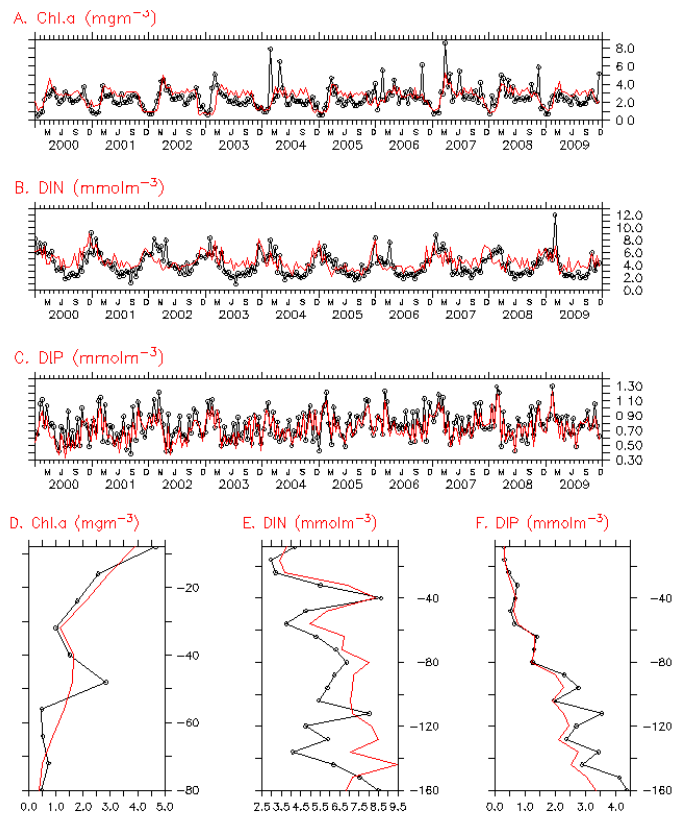 A. Chl.a (mgm−3)
8.0
6.0
4.0
2.0
0.0
M J S D M J S D M J S D M J S D M J S D M J S D M J S D M J S D M J S D M J S D
2000 2001 2002 2003 2004 2005 2006 2007 2008 2009
B. DIN (mmolm−3)
12.0
10.0
8.0
6.0
4.0
2.0
0.0
M J S D M J S D M J S D M J S D M J S D M J S D M J S D M J S D M J S D M J S D
2000 2001 2002 2003 2004 2005 2006 2007 2008 2009
C. DIP (mmolm−3)
1.30
1.10
0.90
0.70
0.50
0.30
M J S D M J S D M J S D M J S D M J S D M J S D M J S D M J S D M J S D M J S D
2000 2001 2002 2003 2004 2005 2006 2007 2008 2009
D. Chl.a (mgm−3) E. DIN (mmolm−3) F. DIP (mmolm−3)
−20
−40 −40
−40
−80 −80
−60
−120 −120
−80 −160 −160
0.0 1.0 2.0 3.0 4.0 5.0 2.5 3.5 4.5 5.5 6.5 7.5 8.5 9.5 0.0 1.0 2.0 3.0 4.0